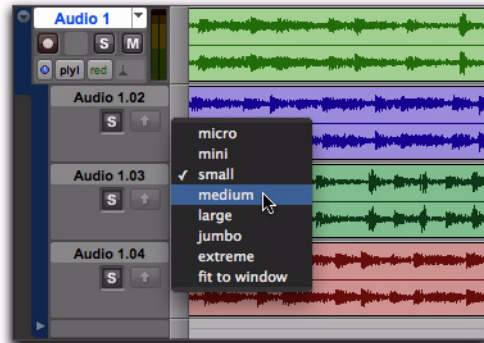 Audio 1
S M
plyl red
Audio 1.02
S
micro
mini
Audio 1.03
✓ small
S
medium
large
jumbo
Audio 1.04
extreme
S
fit to window